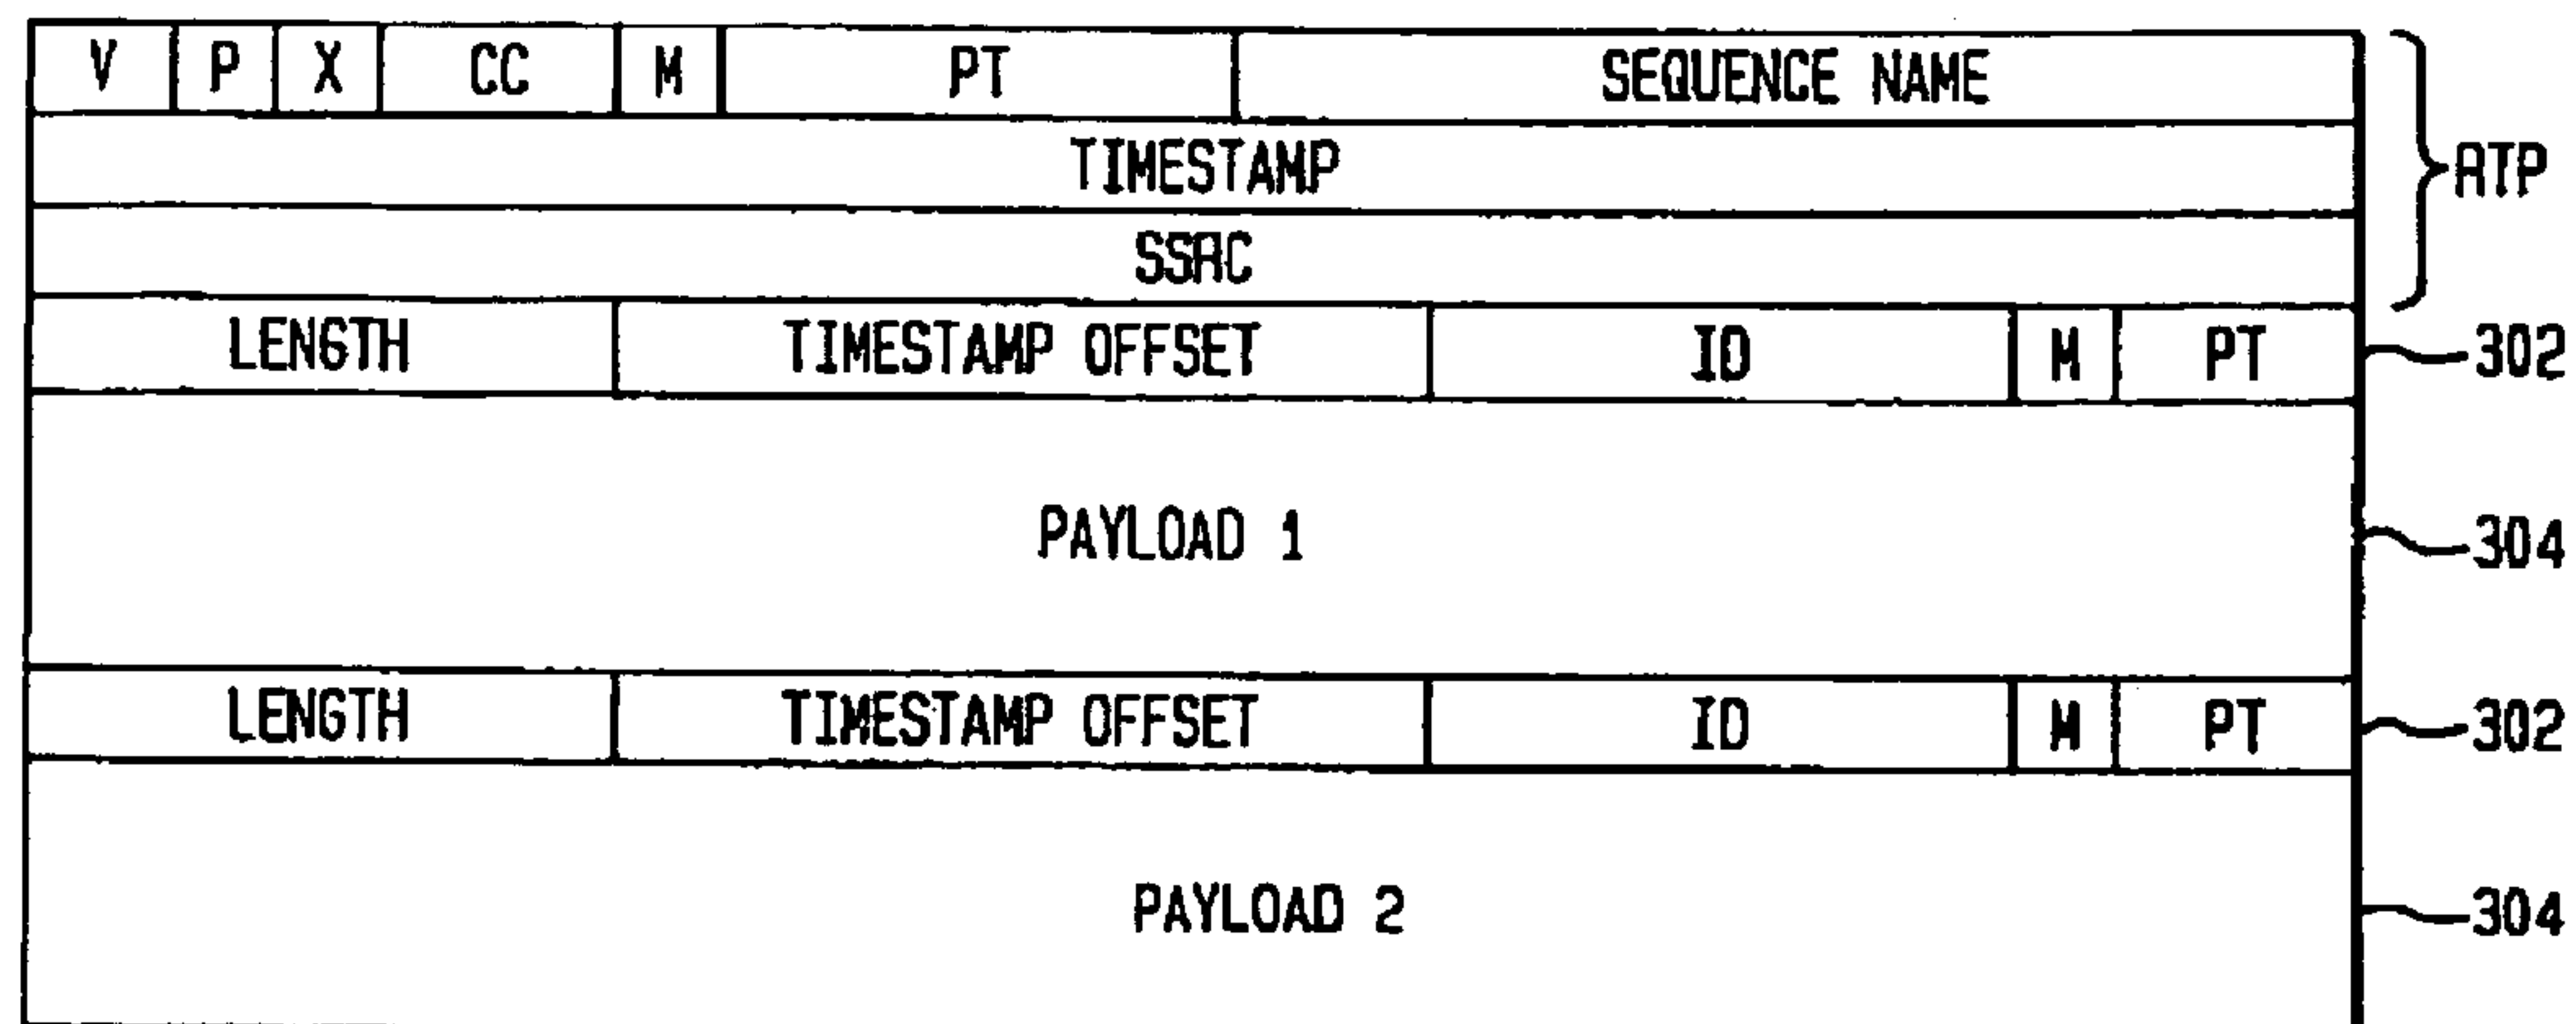 V P X CC M PT SEQUENCE NAME
TIMESTAMP
RTP
SSRC
LENGTH TIMESTAMP OFFSET ID M PT 302
PAYLOAD 1 304
LENGTH TIMESTAMP OFFSET ID M PT 302
PAYLOAD 2 304